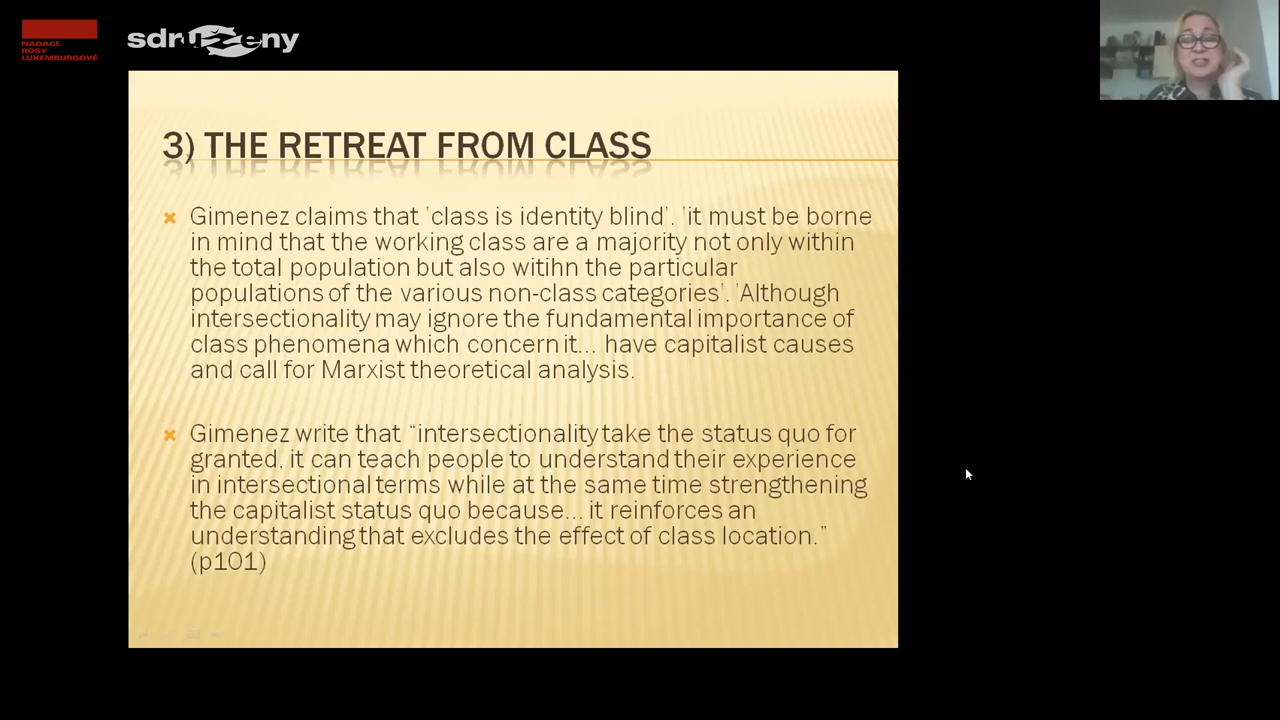 NADACE
ROSY
LUXEMBURGOVÉ
sdruženy
3) THE RETREAT FROM CLASS
Gimenez claims that 'class is identity blind'. 'it must be borne
in mind that the working class are a majority not only within
the total population but also witihn the particular
populations of the various non-class categories'. 'Although
intersectionality may ignore the fundamental importance of
class phenomena which concern it... have capitalist causes
and call for Marxist theoretical analysis.
Gimenez write that “intersectionality take the status quo for
granted, it can teach people to understand their experience
in intersectional terms while at the same time strengthening
the capitalist status quo because... it reinforces an
understanding that excludes the effect of class location.”
(p101)